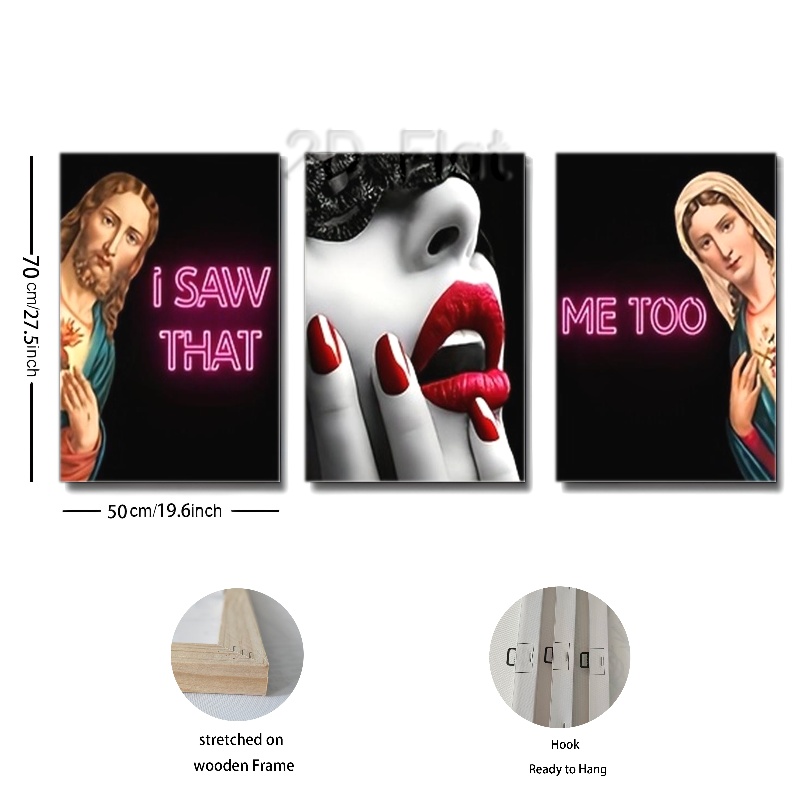 2D Flat
I SAW
THAT
ME TOO
70cm/27.5inch
50cm/19.6inch
stretched on
wooden Frame
Hook
Ready to Hang